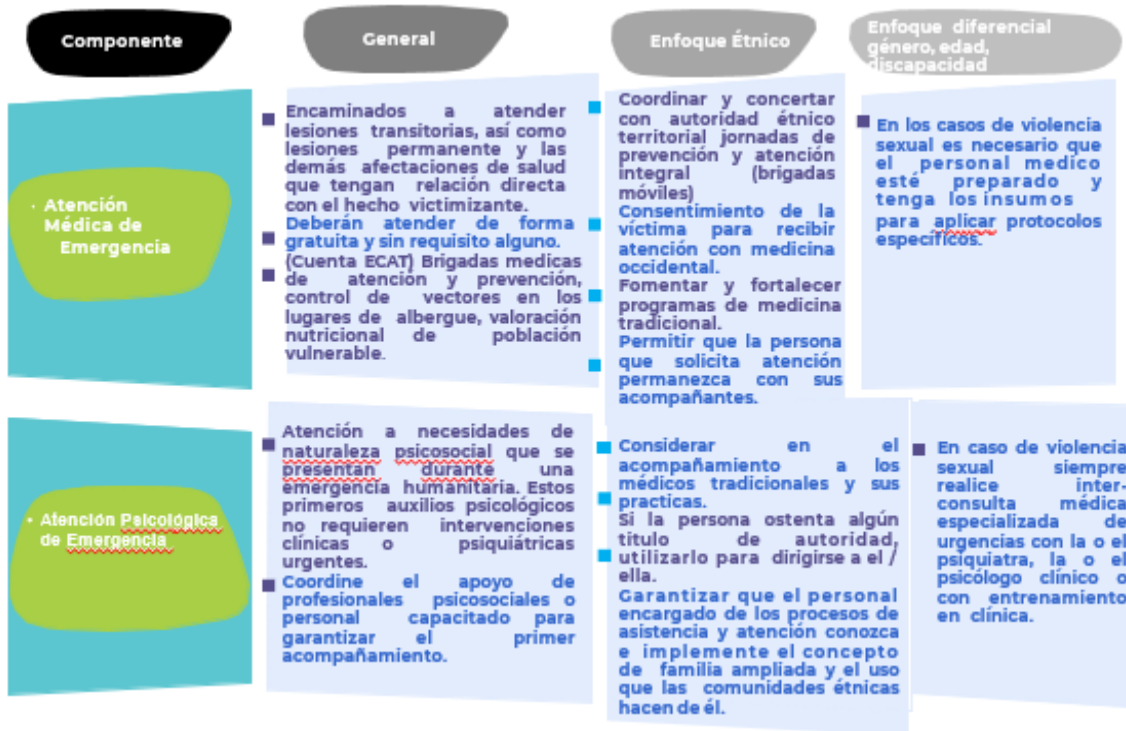 Componente
General
Enfoque Étnico
Enfoque diferencial
género, edad,
discapacidad
· Atención
Médica de
Emergencia
Encaminados a atender
lesiones transitorias, así como
lesiones permanente y las
demás afectaciones de salud
que tengan relación directa
con el hecho victimizante.
Deberán atender de forma
gratuita y sin requisito alguno.
(Cuenta ECAT) Brigadas medicas
de atención y prevención,
control de vectores en los
lugares de albergue, valoración
nutricional de población
vulnerable.
Coordinar y concertar
con autoridad étnico
territorial jornadas de
prevención y atención
integral (brigadas
móviles)
Consentimiento de la
víctima para recibir
atención con medicina
occidental.
Fomentar y fortalecer
programas de medicina
tradicional.
Permitir que la persona
que solicita atención
permanezca con sus
acompañantes.
En los casos de violencia
sexual es necesario que
el personal medico
esté preparado y
tenga los insumos
para aplicar protocolos
específicos.
• Atención Psicológica
de Emergencia
Atención a necesidades de
naturaleza psicosocial que se
presentan durante una
emergencia humanitaria. Estos
primeros auxilios psicológicos
no requieren intervenciones
clínicas o psiquiátricas
urgentes.
Coordine el apoyo de
profesionales psicosociales o
personal capacitado para
garantizar el primer
acompañamiento.
Considerar en el
acompañamiento a los
médicos tradicionales y sus
practicas.
Si la persona ostenta algún
titulo de autoridad,
utilizarlo para dirigirse a el /
ella.
Garantizar que el personal
encargado de los procesos de
asistencia y atención conozca
e implemente el concepto
de familia ampliada y el uso
que las comunidades étnicas
hacen de él.
En caso de violencia
sexual siempre
realice inter-
consulta médica
especializada de
urgencias con la o el
psiquiatra, la o el
psicólogo clínico o
con entrenamiento
en clínica.